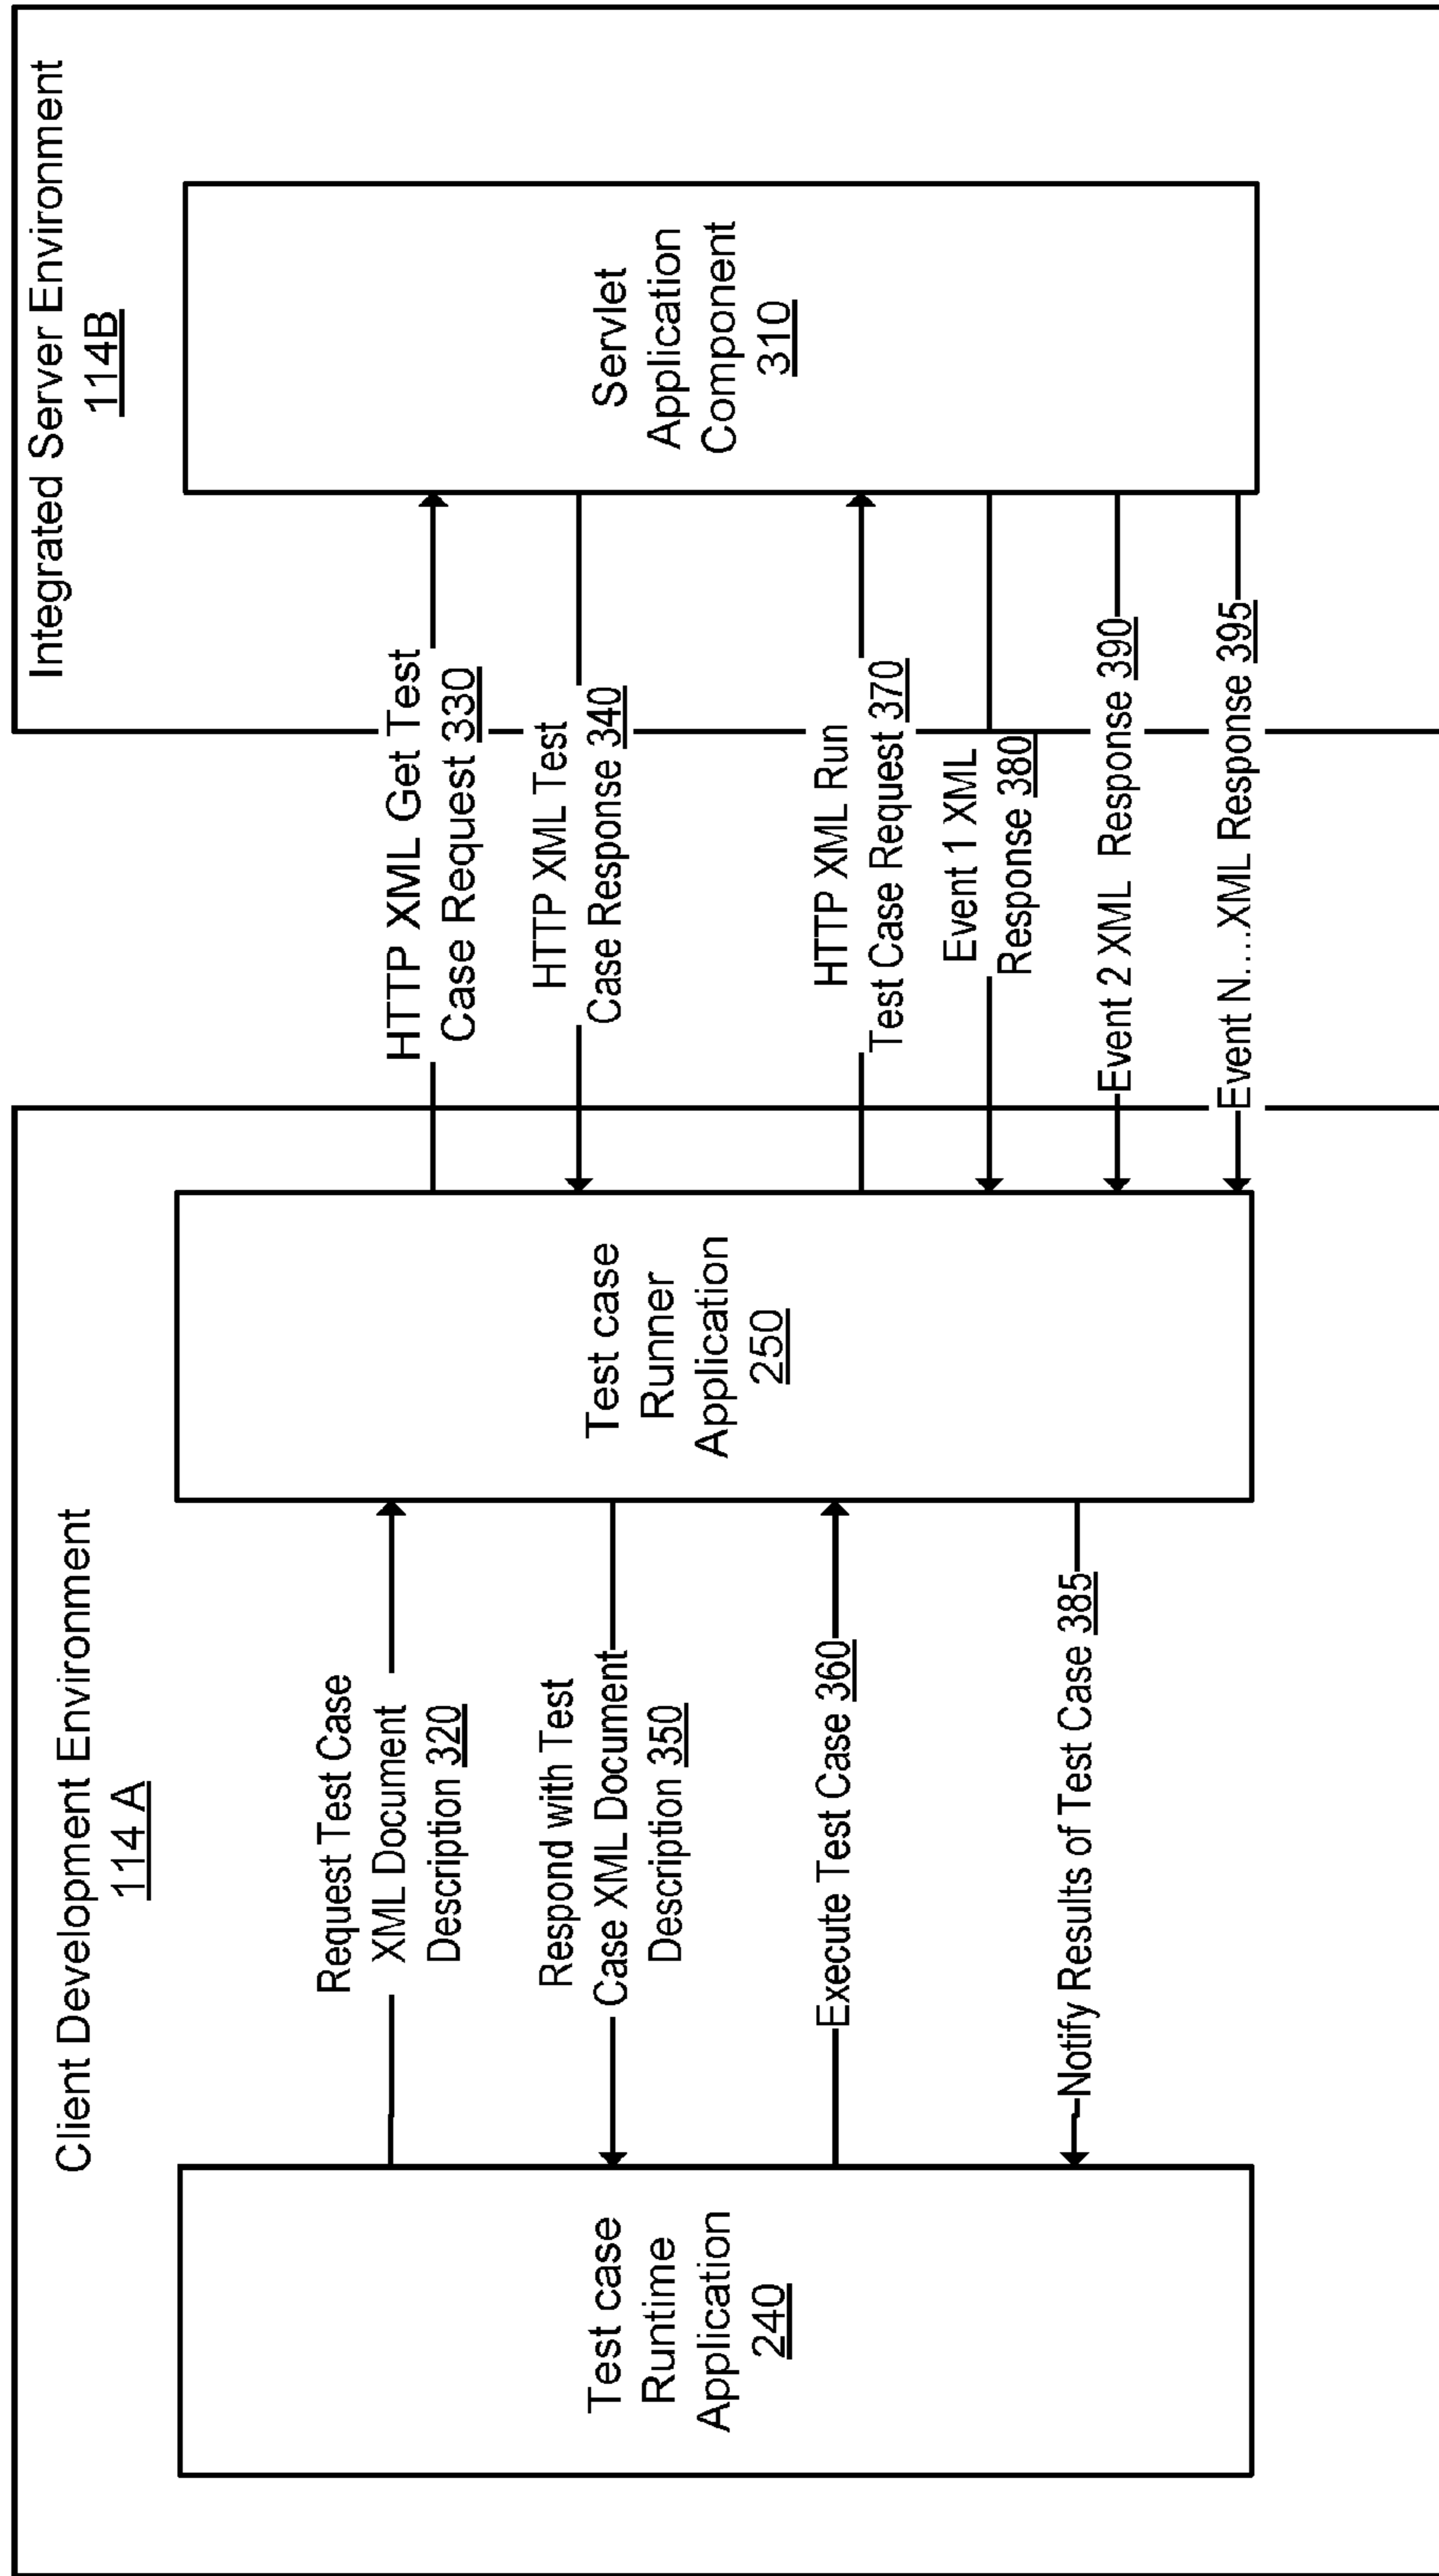 Client Development Environment
114 A
Integrated Server Environment
114B
Test case
Runtime
Application
240
Request Test Case
XML Document
Description 320
Respond with Test
Case XML Document
Description 350
Execute Test Case 360
Notify Results of Test Case 385
Test case
Runner
Application
250
HTTP XML Get Test
Case Request 330
HTTP XML Test
Case Response 340
HTTP XML Run
Test Case Request 370
Event 1 XML
Response 380
Event 2 XML Response 390
Event N....XML Response 395
Servlet
Application
Component
310